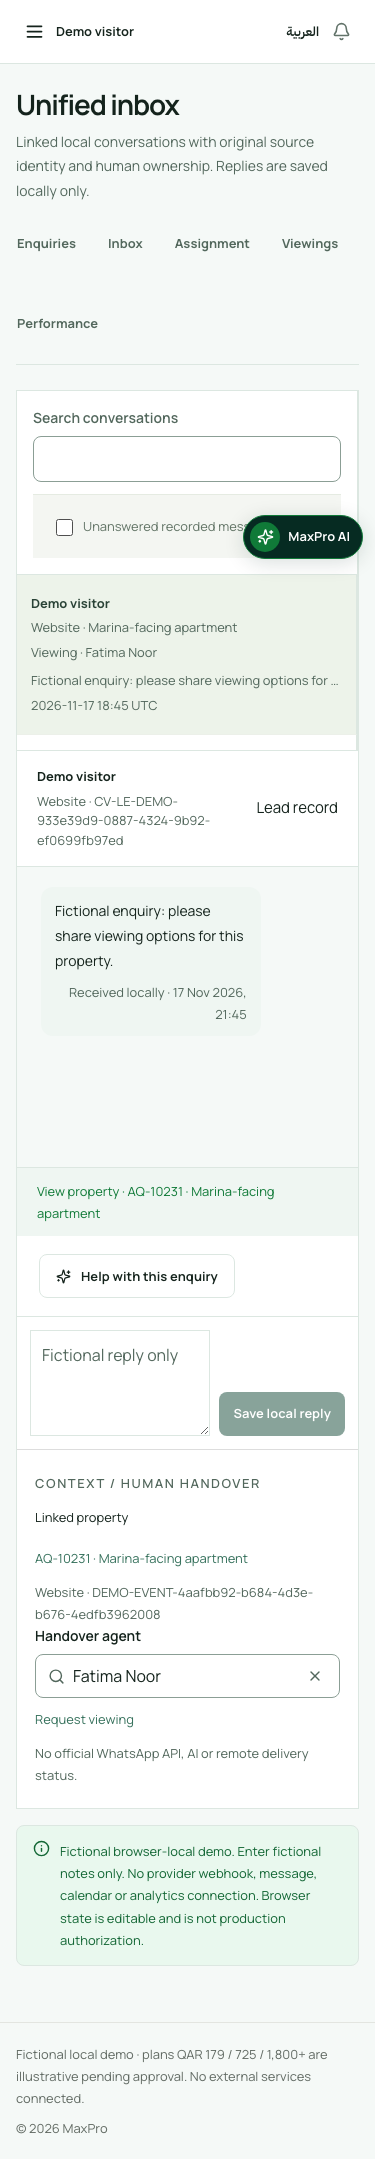 Demo visitor
العربية
Unified inbox
Linked local conversations with original source
identity and human ownership. Replies are saved
locally only.
Enquiries Inbox Assignment Viewings
Performance
Search conversations
Unanswered recorded
MaxPro AI
Demo visitor
Website · Marina-facing apartment
Viewing · Fatima Noor
Fictional enquiry: please share viewing options for ...
2026-11-17 18:45 UTC
Demo visitor
Website · CV-LE-DEMO-
933e39d9-0887-4324-9b92-
ef0699fb97ed
Lead record
Fictional enquiry: please
share viewing options for this
property.
Received locally · 17 Nov 2026,
21:45
View property · AQ-10231 · Marina-facing
apartment
Help with this enquiry
Fictional reply only
Save local reply
CONTEXT / HUMAN HANDOVER
Linked property
AQ-10231 · Marina-facing apartment
Website · DEMO-EVENT-4aafbb92-b684-4d3e-
b676-4edfb3962008
Handover agent
Fatima Noor
Request viewing
No official WhatsApp API, AI or remote delivery
status.
Fictional browser-local demo. Enter fictional
notes only. No provider webhook, message,
calendar or analytics connection. Browser
state is editable and is not production
authorization.
Fictional local demo · plans QAR 179 / 725 / 1,800+ are
illustrative pending approval. No external services
connected.
© 2026 MaxPro